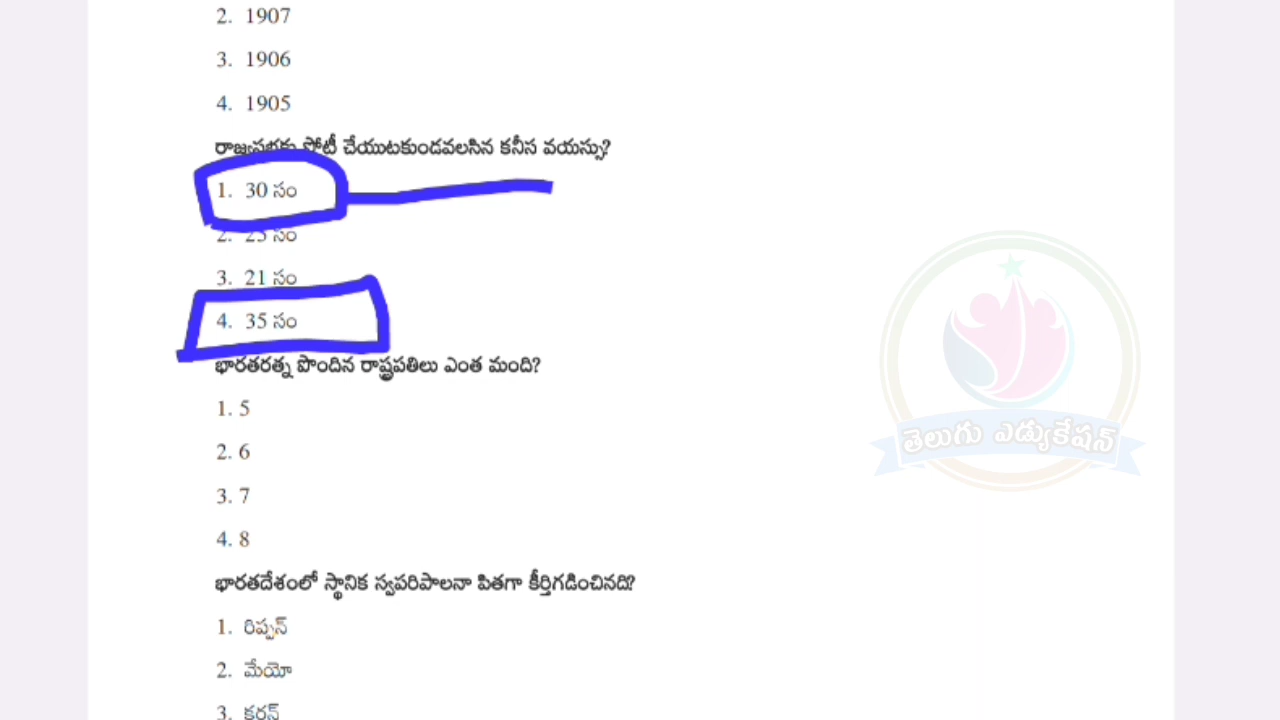 2. 1907
3. 1906
4. 1905
రాజ్యసభకు పోటీ చేయుటకుండవలసిన కనీస వయస్సు?
1. 30 సం
2. 25 సం
3. 21 సం
4. 35 సం
భారతరత్న పొందిన రాష్ట్రపతిలు ఎంత మంది?
1. 5
2. 6
3. 7
4. 8
భారతదేశంలో స్థానిక స్వపరిపాలనా పితగా కీర్తిగడించినది?
1. రిప్పన్
2. మేయో
3. కర్జన్
తెలుగు ఎడ్యుకేషన్